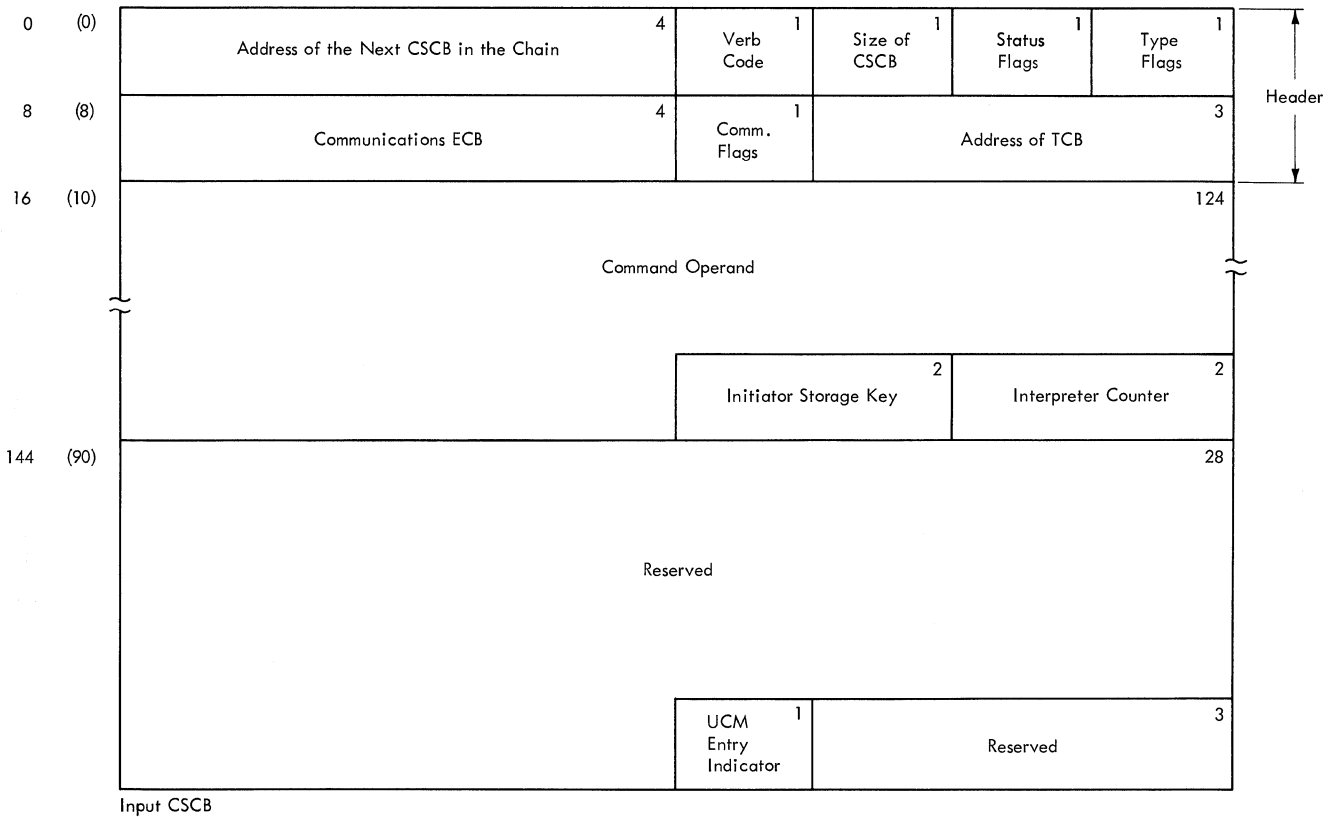 0 (0)
Address of the Next CSCB in the Chain
4
Verb
Code
1
Size of
CSCB
1
Status
Flags
1
Type
Flags
1
Header
8 (8)
Communications ECB
4
Comm.
Flags
1
Address of TCB
3
16 (10)
124
Command Operand
Initiator Storage Key
2
Interpreter Counter
2
144 (90)
28
Reserved
UCM
Entry
Indicator
1
Reserved
3
Input CSCB